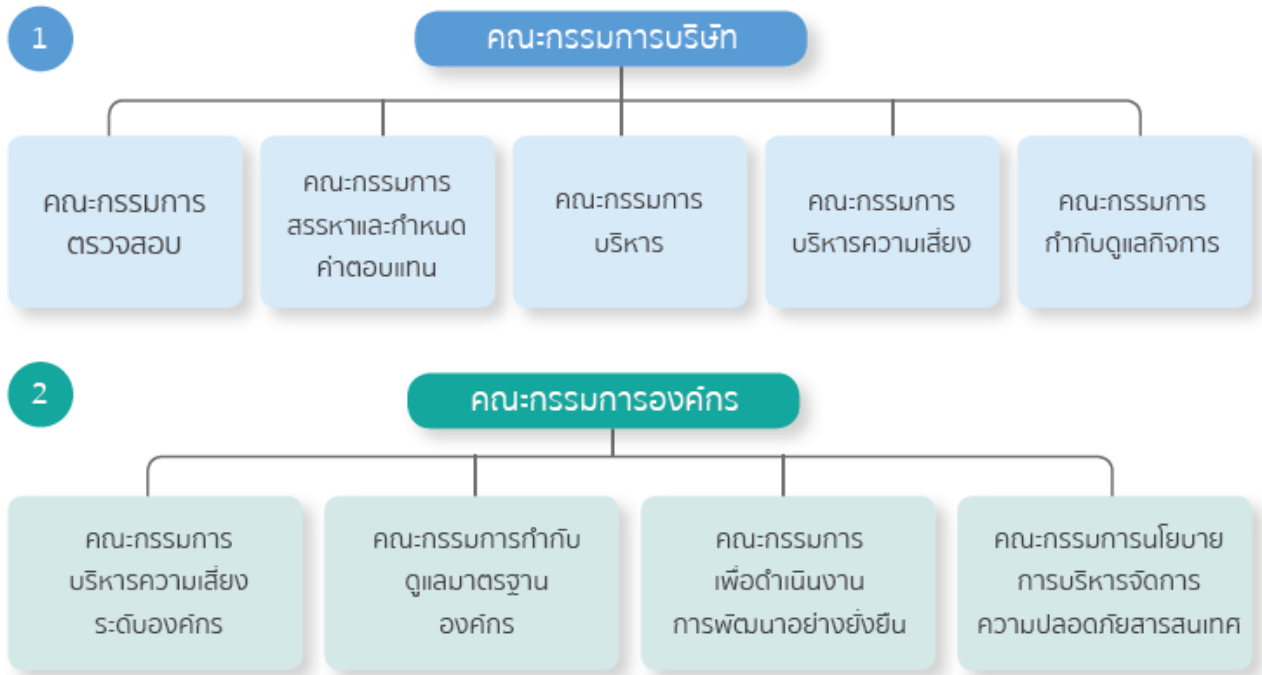 1
คณะกรรมการบริษัท
คณะกรรมการ
ตรวจสอบ
คณะกรรมการ
สรรหาและกำหนด
ค่าตอบแทน
คณะกรรมการ
บริหาร
คณะกรรมการ
บริหารความเสี่ยง
คณะกรรมการ
กำกับดูแลกิจการ
2
คณะกรรมการองค์กร
คณะกรรมการ
บริหารความเสี่ยง
ระดับองค์กร
คณะกรรมการกำกับ
ดูแลมาตรฐาน
องค์กร
คณะกรรมการ
เพื่อดำเนินงาน
การพัฒนาอย่างยั่งยืน
คณะกรรมการนโยบาย
การบริหารจัดการ
ความปลอดภัยสารสนเทศ